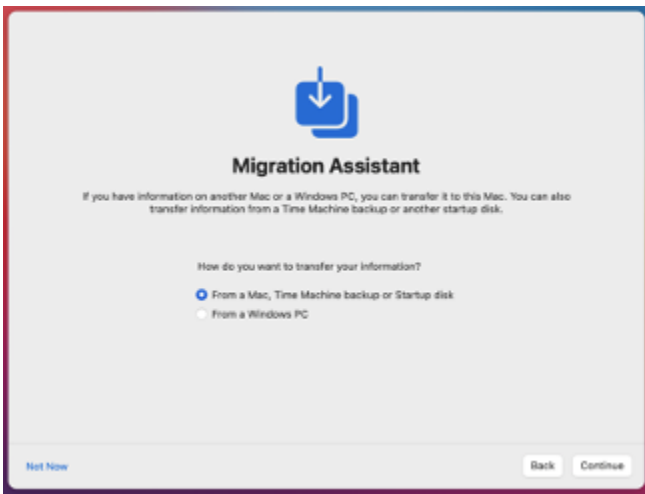 Migration Assistant
If you have information on another Mac or a Windows PC, you can transfer it to this Mac. You can also
transfer information from a Time Machine backup or another startup disk.
How do you want to transfer your information?
From a Mac, Time Machine backup or Startup disk
From a Windows PC
Not Now
Back
Continue